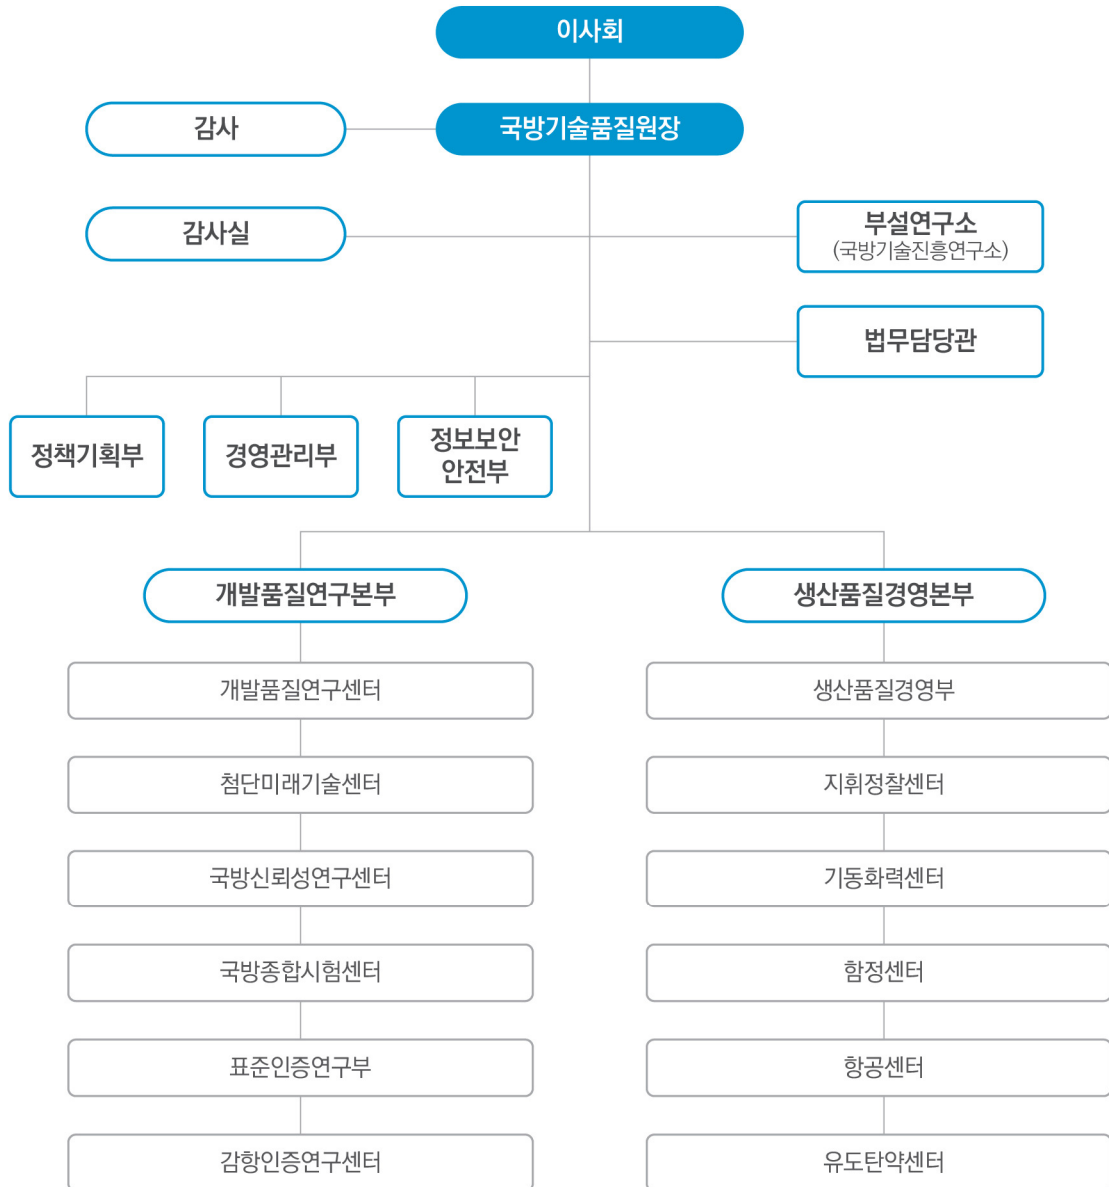 이사회
감사
국방기술품질원장
감사실
부설연구소
(국방기술진흥연구소)
법무담당관
정책기획부
경영관리부
정보보안
안전부
개발품질연구본부
생산품질경영본부
개발품질연구센터
생산품질경영부
첨단미래기술센터
지휘정찰센터
국방신뢰성연구센터
기동화력센터
국방종합시험센터
함정센터
표준인증연구부
항공센터
감항인증연구센터
유도탄약센터